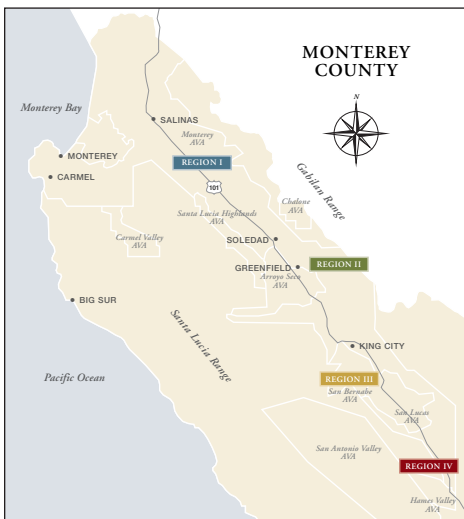 MONTEREY
COUNTY
N
Monterey Bay
SALINAS
Monterey
AVA
MONTEREY
REGION I
CARMEL
101
Gabilan Range
Chalone
AVA
Santa Lucia Highlands
AVA
Carmel Valley
AVA
SOLEDAD
GREENFIELD
REGION II
Arroyo Seco
AVA
BIG SUR
Santa Lucia Range
KING CITY
Pacific Ocean
REGION III
San Bernabe
AVA
San Lucas
AVA
San Antonio Valley
AVA
REGION IV
Hames Valley
AVA